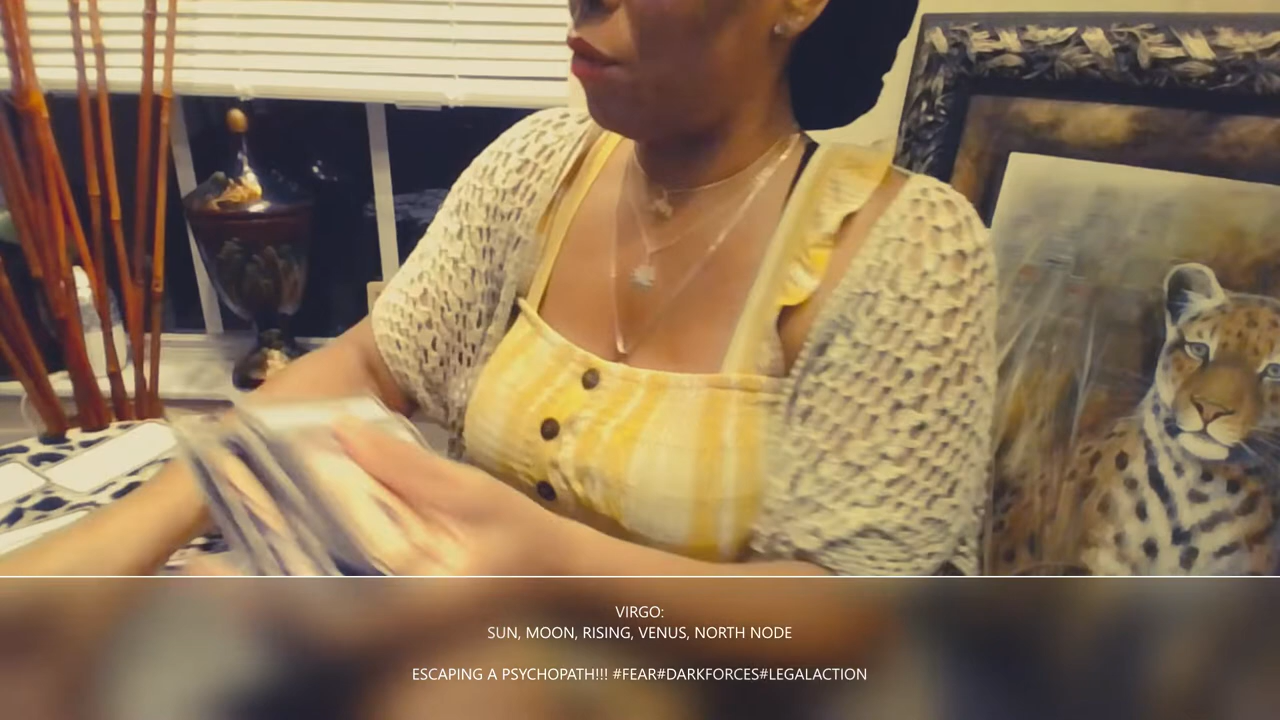 VIRGO:
SUN, MOON, RISING, VENUS, NORTH NODE
ESCAPING A PSYCHOPATH!!! #FEAR#DARKFORCES#LEGALACTION